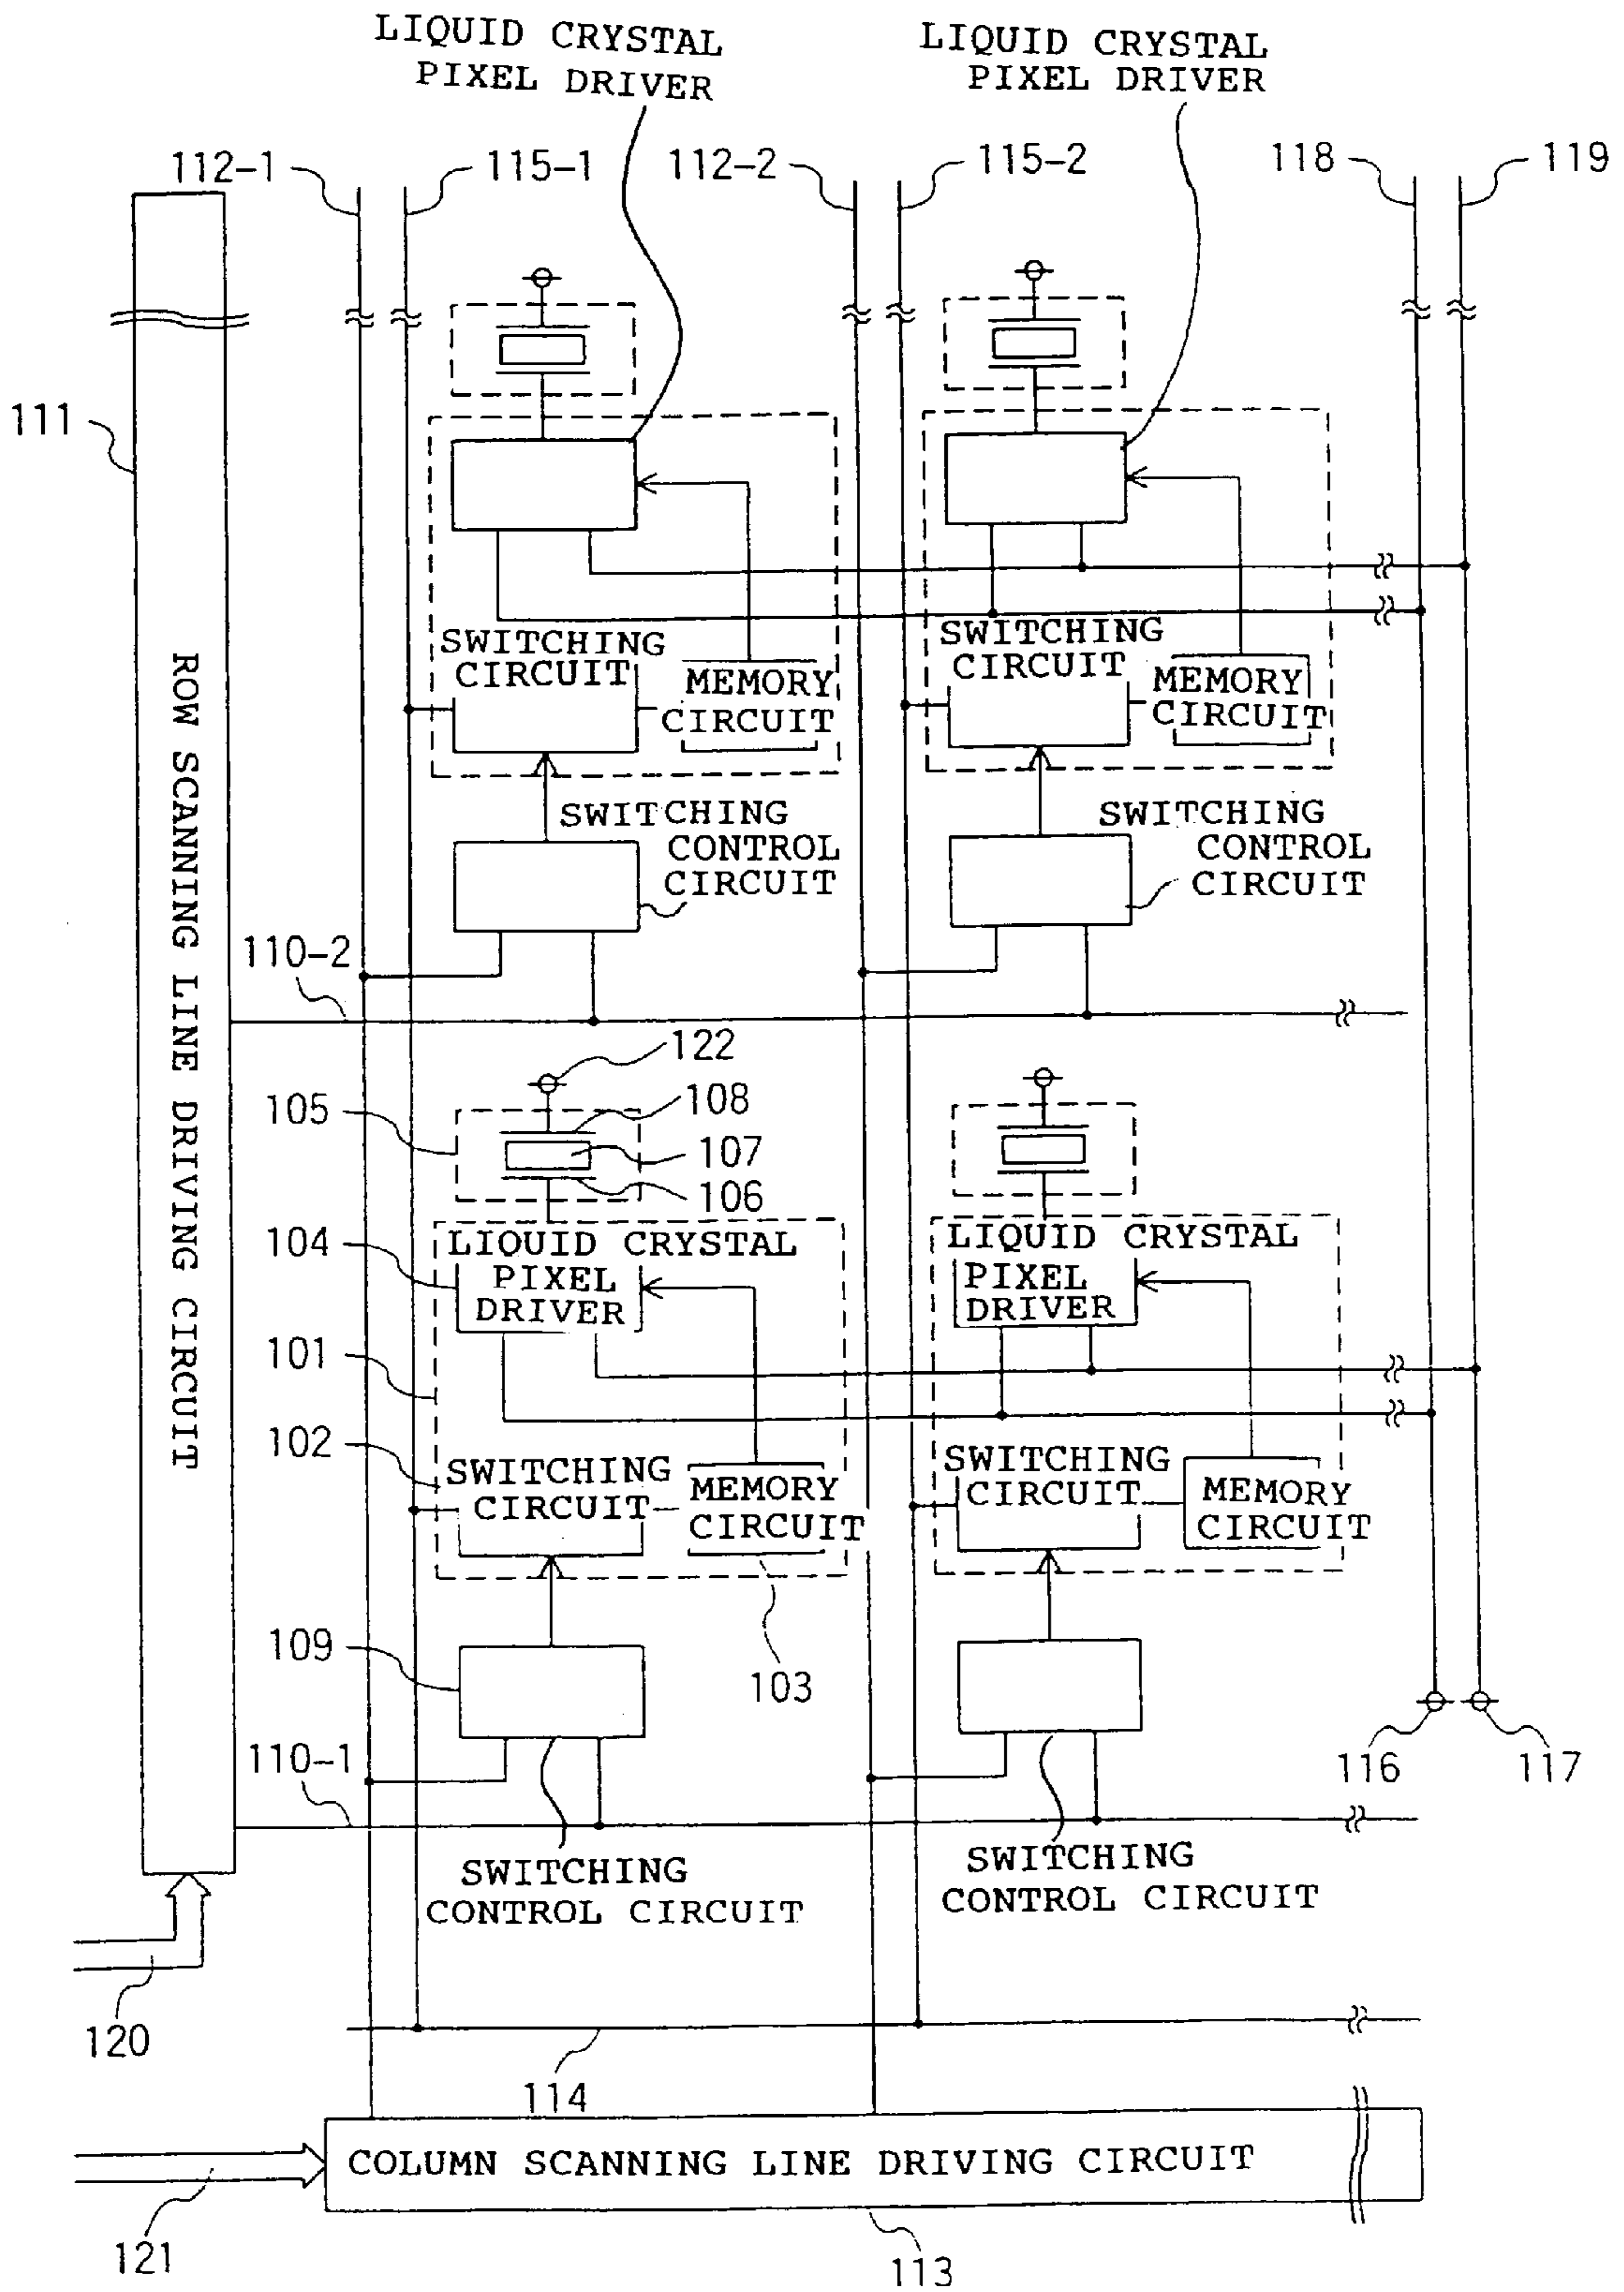 LIQUID CRYSTAL
PIXEL DRIVER
LIQUID CRYSTAL
PIXEL DRIVER
112-1
115-1
112-2
115-2
118
119
111
ROW SCANNING LINE DRIVING CIRCUIT
SWITCHING
CIRCUIT
MEMORY
CIRCUIT
SWITCHING
CIRCUIT
MEMORY
CIRCUIT
SWITCHING
CONTROL
CIRCUIT
SWITCHING
CONTROL
CIRCUIT
110-2
122
105
108
107
106
104
LIQUID CRYSTAL
PIXEL
DRIVER
LIQUID CRYSTAL
PIXEL
DRIVER
101
102
SWITCHING
CIRCUIT
MEMORY
CIRCUIT
SWITCHING
CIRCUIT
MEMORY
CIRCUIT
109
103
116
117
110-1
SWITCHING
CONTROL CIRCUIT
SWITCHING
CONTROL CIRCUIT
120
114
COLUMN SCANNING LINE DRIVING CIRCUIT
121
113